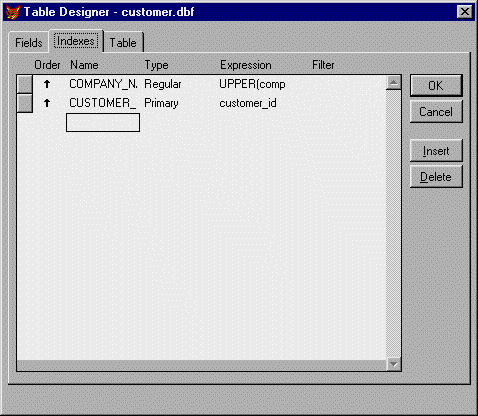 Table Designer - customer.dbf
Fields Indexes Table
Order Name Type Expression Filter
COMPANY_N. Regular UPPER(comp
CUSTOMER_ Primary customer_id
OK
Cancel
Insert
Delete